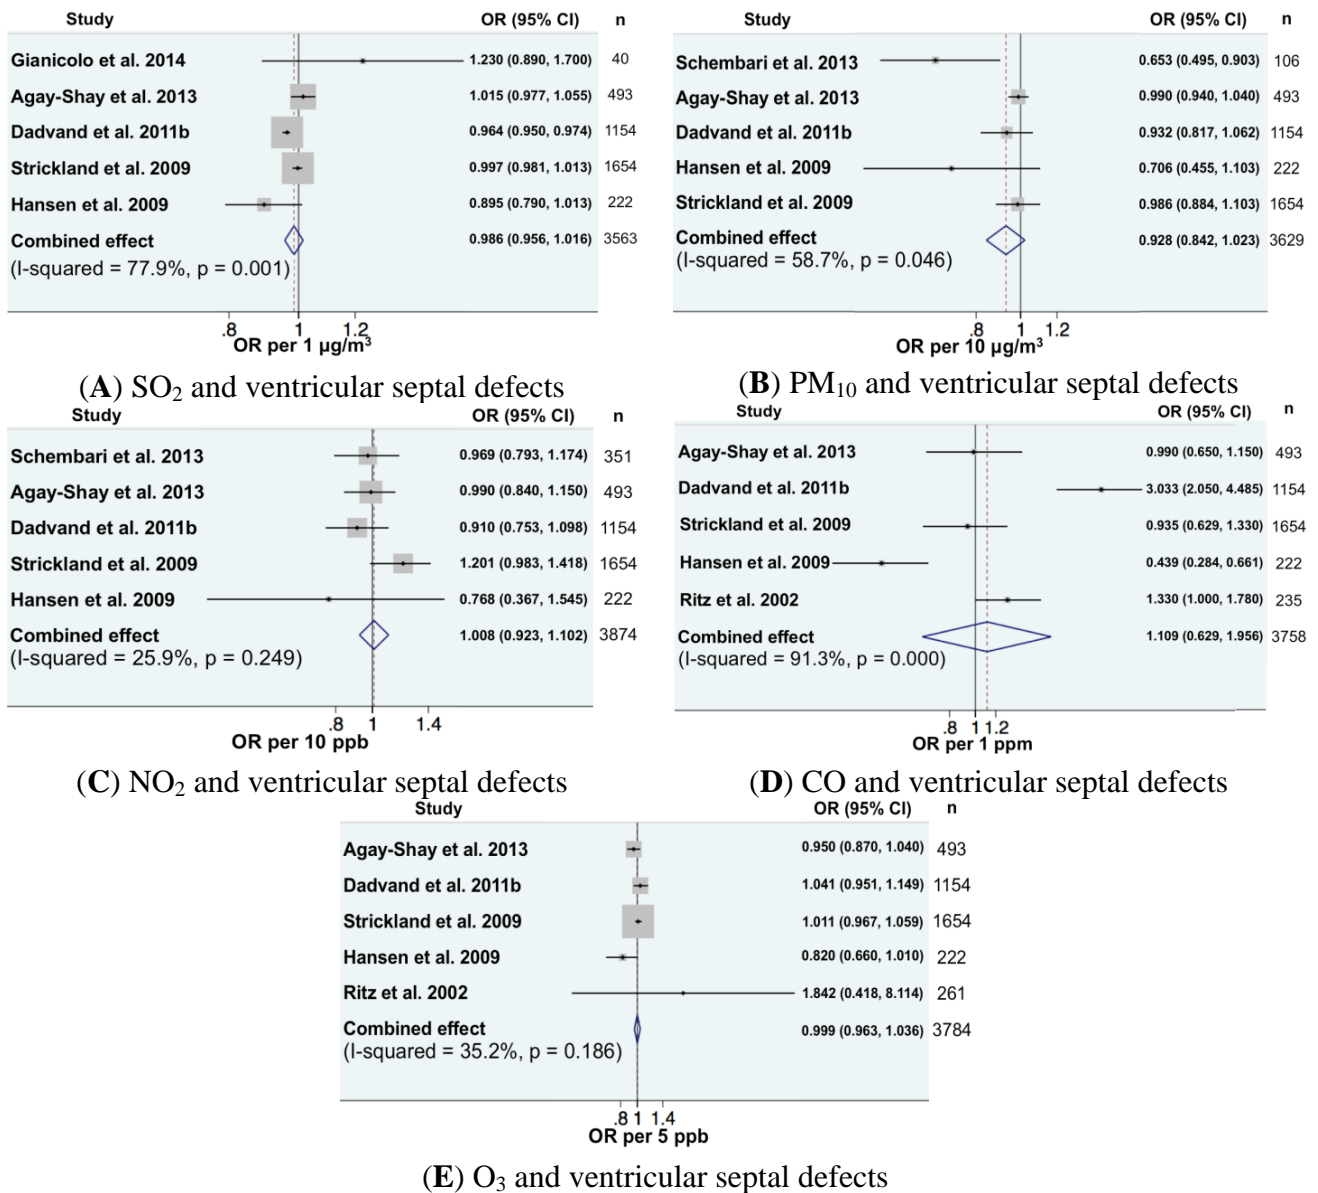 Study OR (95% CI) n
Gianicolo et al. 2014 1.230 (0.890, 1.700) 40
Agay-Shay et al. 2013 1.015 (0.977, 1.055) 493
Dadvand et al. 2011b 0.964 (0.950, 0.974) 1154
Strickland et al. 2009 0.997 (0.981, 1.013) 1654
Hansen et al. 2009 0.895 (0.790, 1.013) 222
Combined effect 0.986 (0.956, 1.016) 3563
(I-squared = 77.9%, p = 0.001)
.8 1 1.2
OR per 1 µg/m³
(A) SO₂ and ventricular septal defects
Study OR (95% CI) n
Schembari et al. 2013 0.653 (0.495, 0.903) 106
Agay-Shay et al. 2013 0.990 (0.940, 1.040) 493
Dadvand et al. 2011b 0.932 (0.817, 1.062) 1154
Hansen et al. 2009 0.706 (0.455, 1.103) 222
Strickland et al. 2009 0.986 (0.884, 1.103) 1654
Combined effect 0.928 (0.842, 1.023) 3629
(I-squared = 58.7%, p = 0.046)
.8 1 1.2
OR per 10 µg/m³
(B) PM₁₀ and ventricular septal defects
Study OR (95% CI) n
Schembari et al. 2013 0.969 (0.793, 1.174) 351
Agay-Shay et al. 2013 0.990 (0.840, 1.150) 493
Dadvand et al. 2011b 0.910 (0.753, 1.098) 1154
Strickland et al. 2009 1.201 (0.983, 1.418) 1654
Hansen et al. 2009 0.768 (0.367, 1.545) 222
Combined effect 1.008 (0.923, 1.102) 3874
(I-squared = 25.9%, p = 0.249)
.8 1 1.4
OR per 10 ppb
(C) NO₂ and ventricular septal defects
Study OR (95% CI) n
Agay-Shay et al. 2013 0.990 (0.650, 1.150) 493
Dadvand et al. 2011b 3.033 (2.050, 4.485) 1154
Strickland et al. 2009 0.935 (0.629, 1.330) 1654
Hansen et al. 2009 0.439 (0.284, 0.661) 222
Ritz et al. 2002 1.330 (1.000, 1.780) 235
Combined effect 1.109 (0.629, 1.956) 3758
(I-squared = 91.3%, p = 0.000)
.8 1 1.2
OR per 1 ppm
(D) CO and ventricular septal defects
Study OR (95% CI) n
Agay-Shay et al. 2013 0.950 (0.870, 1.040) 493
Dadvand et al. 2011b 1.041 (0.951, 1.149) 1154
Strickland et al. 2009 1.011 (0.967, 1.059) 1654
Hansen et al. 2009 0.820 (0.660, 1.010) 222
Ritz et al. 2002 1.842 (0.418, 8.114) 261
Combined effect 0.999 (0.963, 1.036) 3784
(I-squared = 35.2%, p = 0.186)
.8 1 1.4
OR per 5 ppb
(E) O₃ and ventricular septal defects